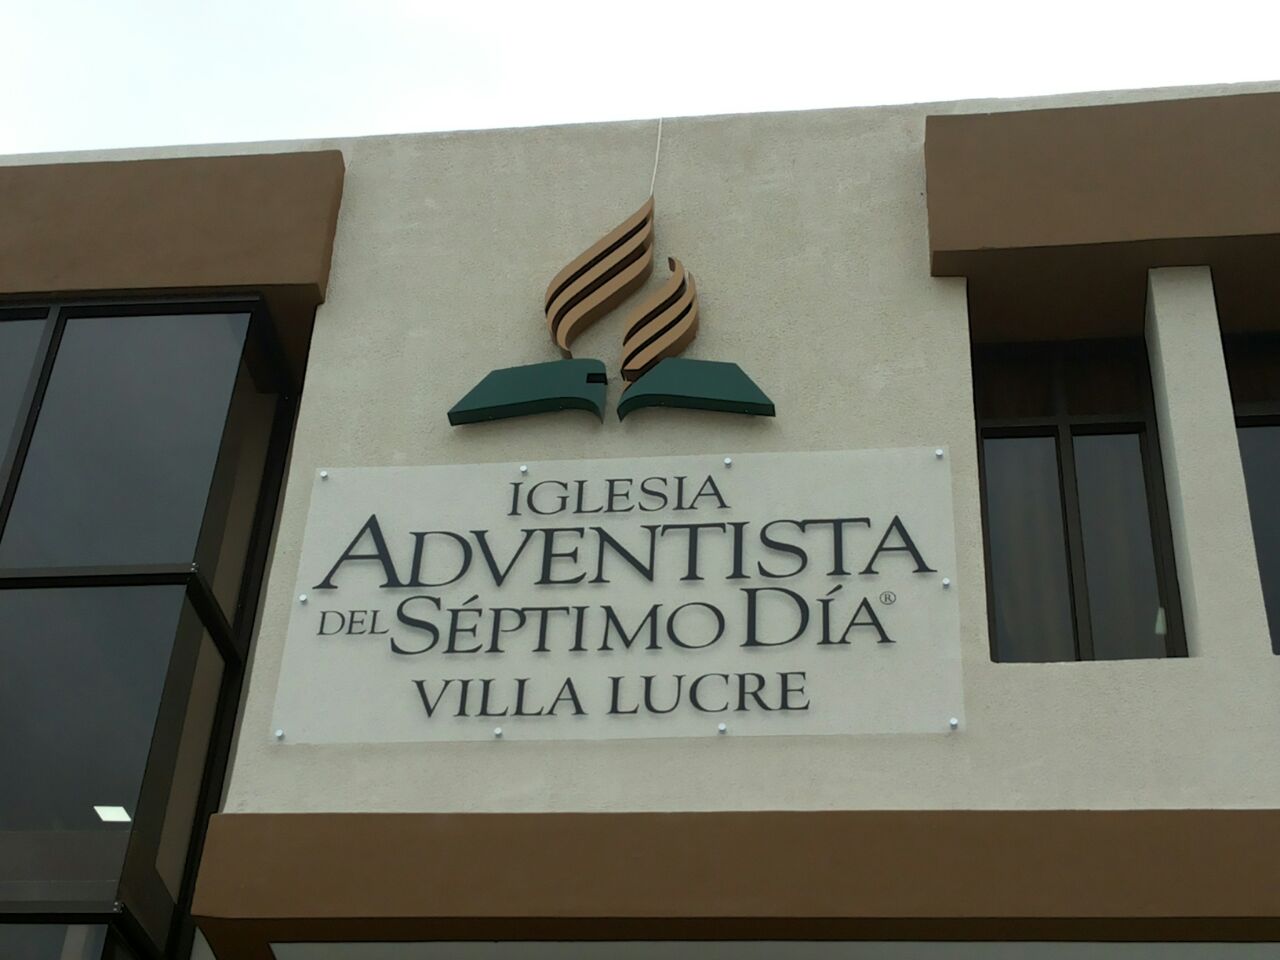 IGLESIA
ADVENTISTA
DEL SÉPTIMO DÍA®
VILLA LUCRE